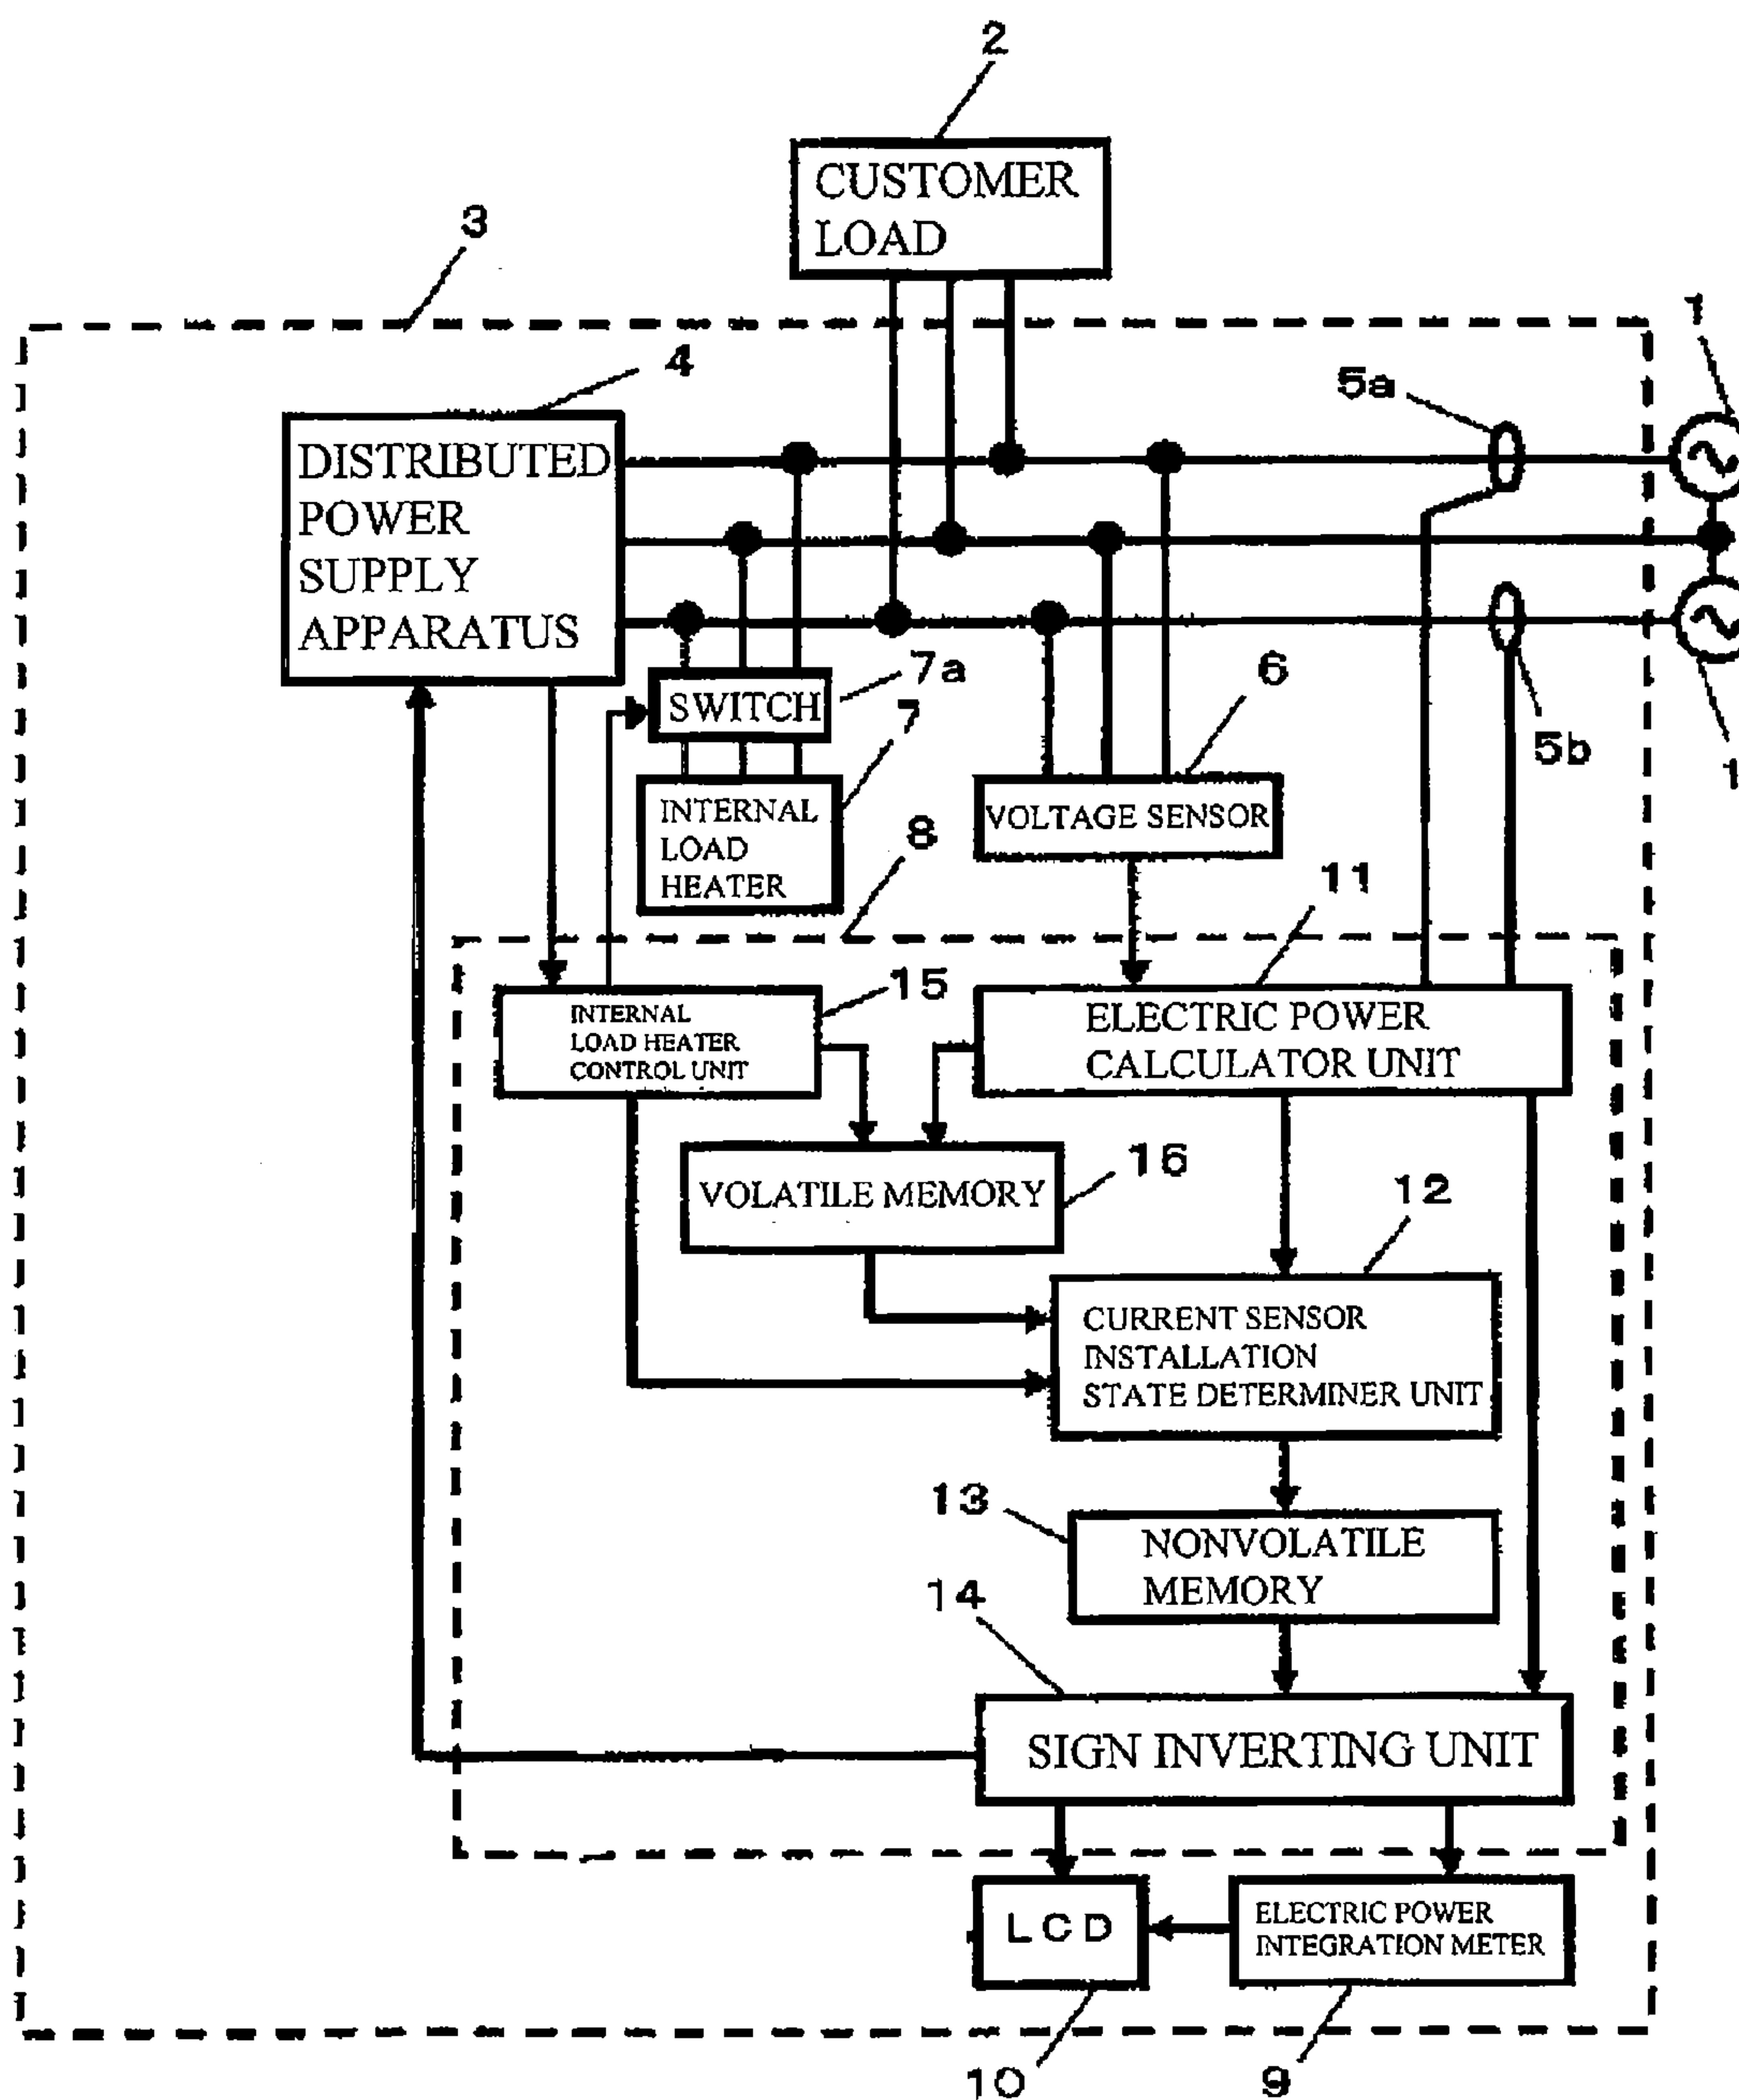 2
CUSTOMER
LOAD
3
1
4
5a
DISTRIBUTED
POWER
SUPPLY
APPARATUS
7a
6
SWITCH
7
5b
1
INTERNAL
LOAD
HEATER
VOLTAGE SENSOR
8
11
15
INTERNAL
LOAD HEATER
CONTROL UNIT
ELECTRIC POWER
CALCULATOR UNIT
16
VOLATILE MEMORY
12
CURRENT SENSOR
INSTALLATION
STATE DETERMINER UNIT
13
NONVOLATILE
MEMORY
14
SIGN INVERTING UNIT
LCD
ELECTRIC POWER
INTEGRATION METER
10
9